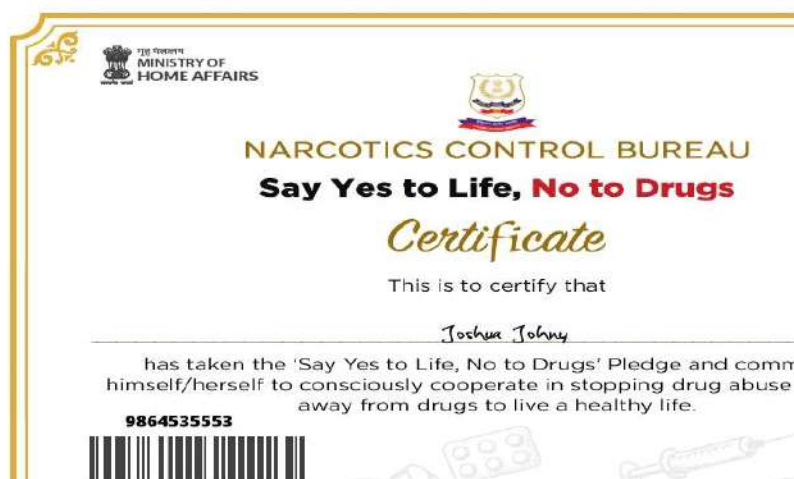 गृह मंत्रालय
MINISTRY OF
HOME AFFAIRS
NARCOTICS CONTROL BUREAU
Say Yes to Life, No to Drugs
Certificate
This is to certify that
Joshua Johny
has taken the 'Say Yes to Life, No to Drugs' Pledge and comm
himself/herself to consciously cooperate in stopping drug abuse
away from drugs to live a healthy life.
9864535553